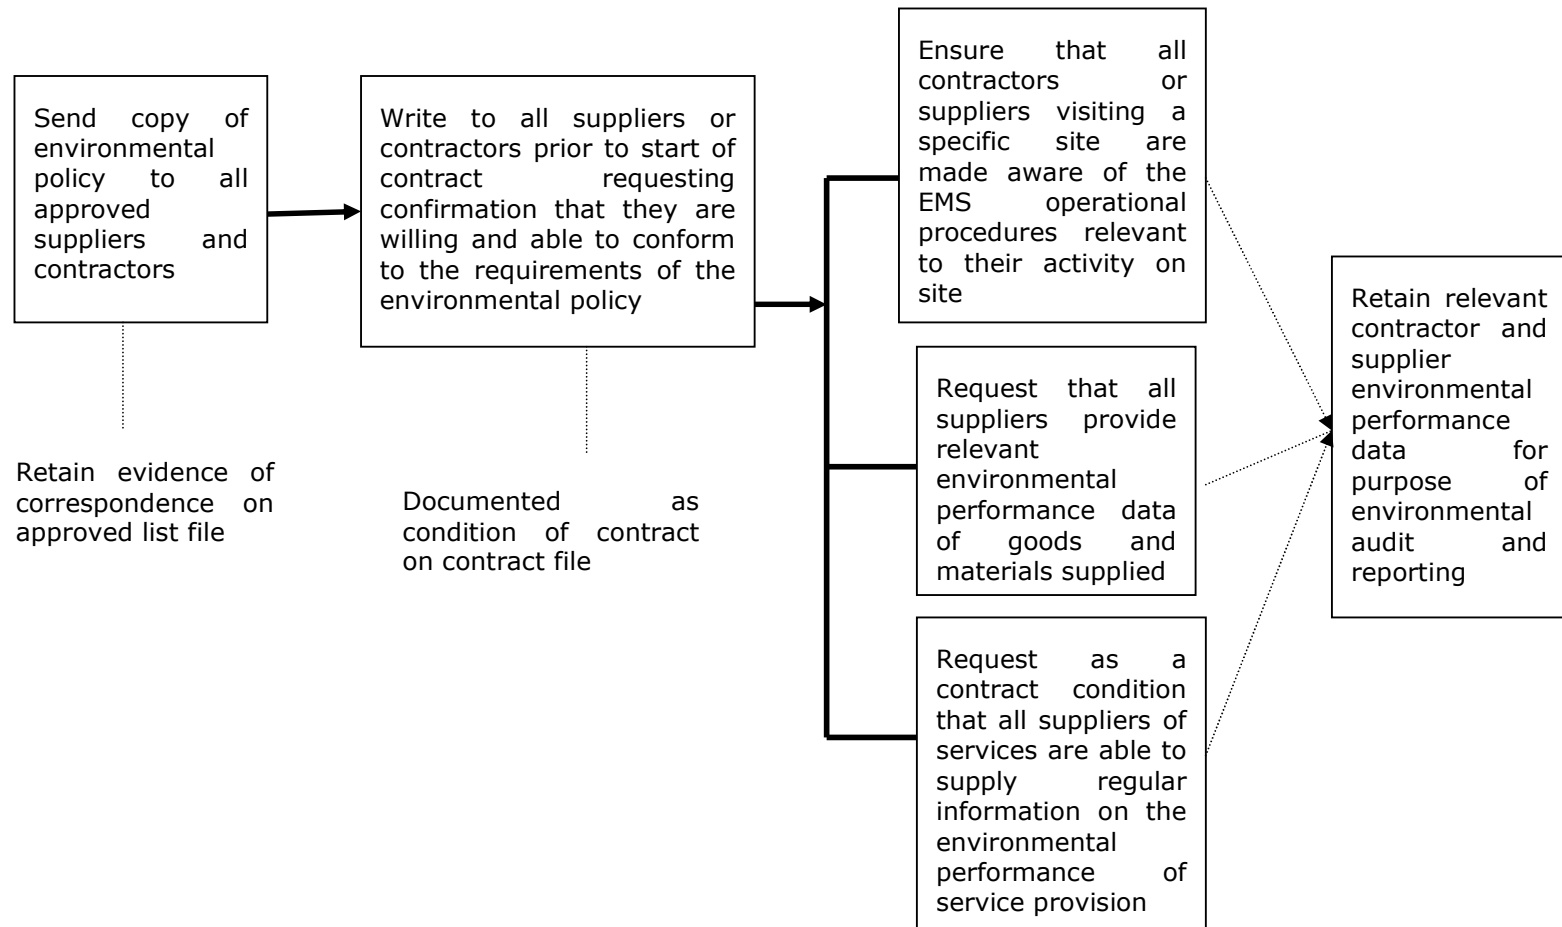 Send copy of
environmental
policy to all
approved
suppliers and
contractors
Retain evidence of
correspondence on
approved list file
Write to all suppliers or
contractors prior to start of
contract requesting
confirmation that they are
willing and able to conform
to the requirements of the
environmental policy
Documented as
condition of contract
on contract file
Ensure that all
contractors or
suppliers visiting a
specific site are
made aware of the
EMS operational
procedures relevant
to their activity on
site
Request that all
suppliers provide
relevant
environmental
performance data
of goods and
materials supplied
Request as a
contract condition
that all suppliers of
services are able to
supply regular
information on the
environmental
performance of
service provision
Retain relevant
contractor and
supplier
environmental
performance
data for
purpose of
environmental
audit and
reporting